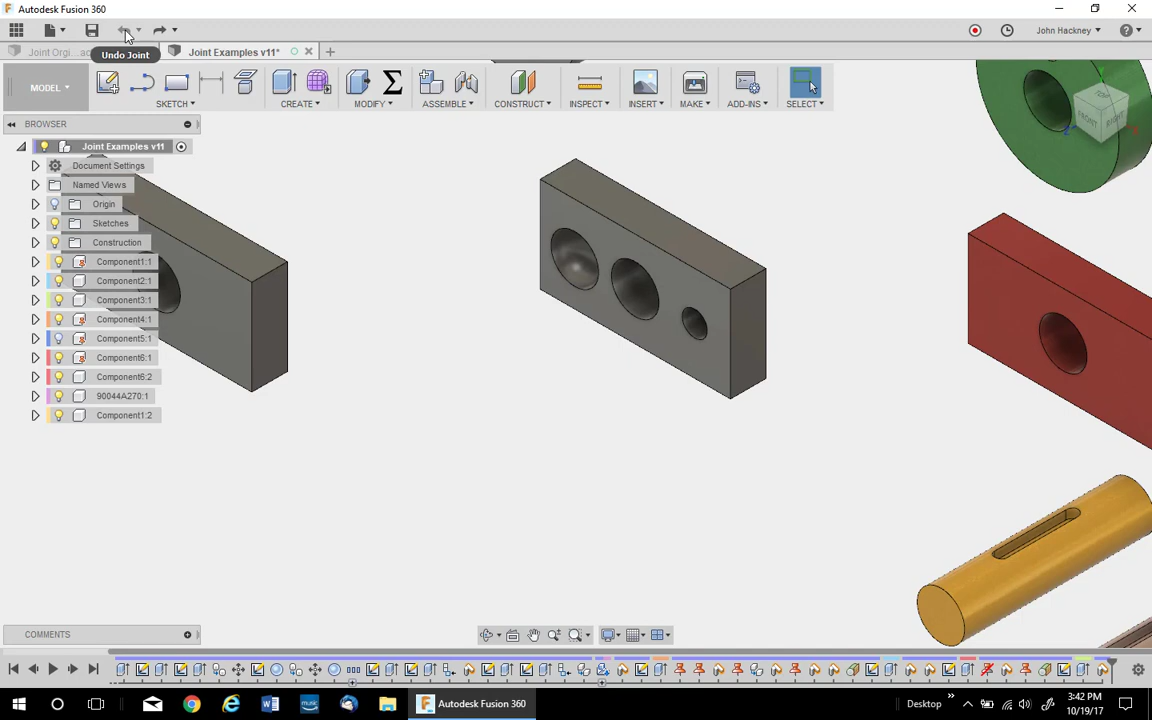 Autodesk Fusion 360
John Hackney
Undo Joint
Joint Examples v11*
MODEL
SKETCH
CREATE
MODIFY
ASSEMBLE
CONSTRUCT
INSPECT
INSERT
MAKE
ADD-INS
SELECT
BROWSER
FRONT
RIGHT
Joint Examples v11
Document Settings
Named Views
Origin
Sketches
Construction
Component1:1
Component2:1
Component3:1
Component4:1
Component5:1
Component6:1
Component6:2
90044A270:1
Component1:2
COMMENTS
Autodesk Fusion 360
Desktop
3:42 PM
10/19/17